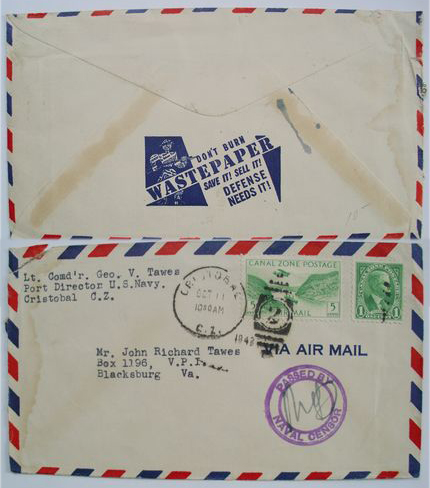 DON'T BURN
WASTEPAPER
SAVE IT! SELL IT!
DEFENSE
NEEDS IT!
18-
Lt. Comd'r. Geo. V. Tawes
Port Director U.S.Navy.
Cristobal C.Z.
CRISTOBAL
OCT 11
10 AM
1942
C.Z.
CANAL ZONE POSTAGE
AIR MAIL
5
1
1
VIA AIR MAIL
Mr. John Richard Tawes
Box 1196, V.P.I.
Blacksburg Va.
PASSED BY
NAVAL CENSOR